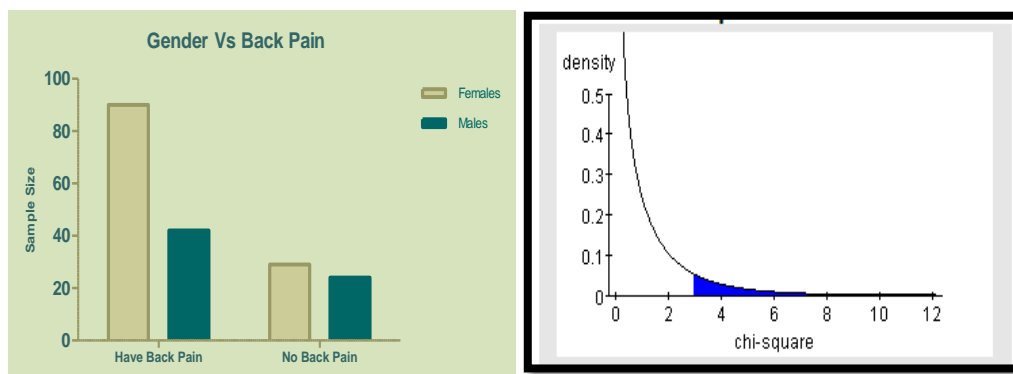 Gender Vs Back Pain
100
80
60
40
20
0
Sample Size
Have Back Pain
No Back Pain
Females
Males
density
0.5
0.4
0.3
0.2
0.1
0
0 2 4 6 8 10 12
chi-square